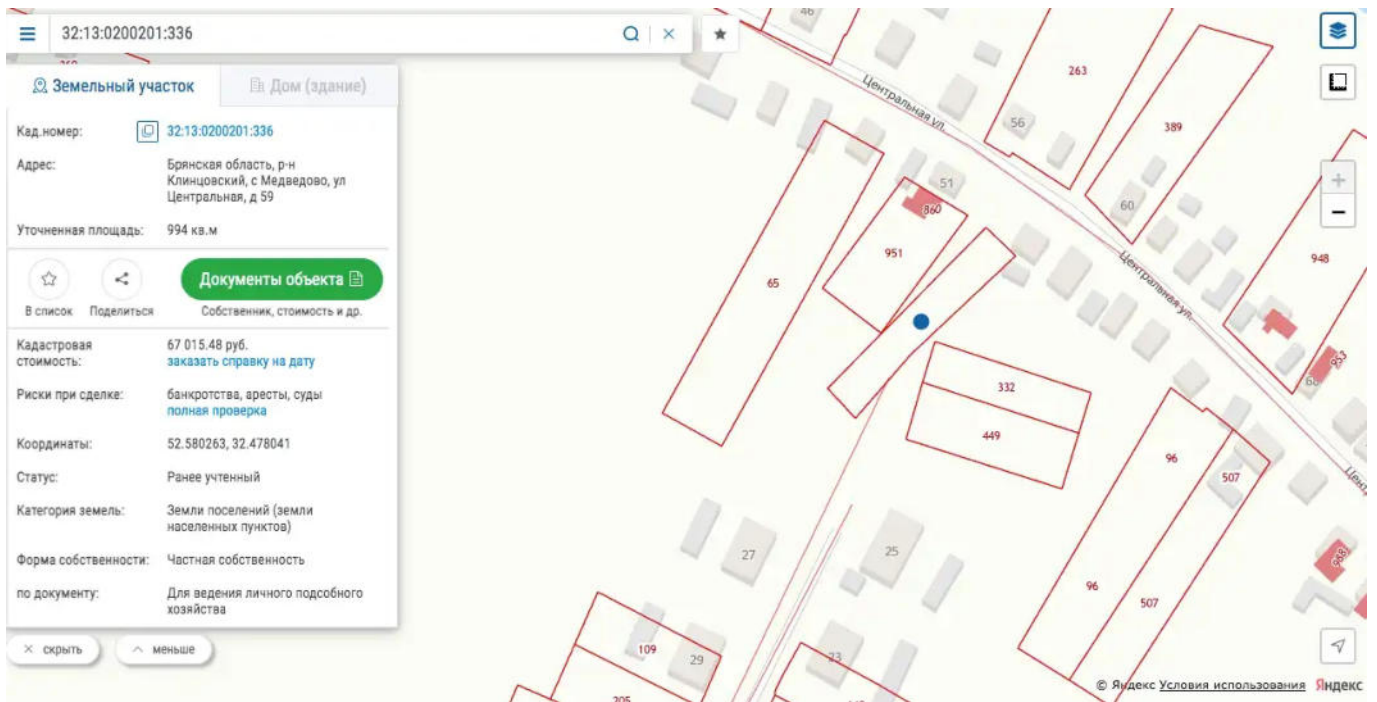 32:13:0200201:336
Земельный участок
Дом (здание)
Кад.номер:
32:13:0200201:336
Адрес:
Брянская область, р-н
Клинцовский, с Медведово, ул
Центральная, д 59
Уточненная площадь:
994 кв.м
В список
Поделиться
Документы объекта
Собственник, стоимость и др.
Кадастровая
стоимость:
67 015.48 руб.
заказать справку на дату
Риски при сделке:
банкротства, аресты, суды
полная проверка
Координаты:
52.580263, 32.478041
Статус:
Ранее учтенный
Категория земель:
Земли поселений (земли
населенных пунктов)
Форма собственности:
Частная собственность
по документу:
Для ведения личного подсобного
хозяйства
× скрыть
меньше
46
263
Центральная ул.
56
389
51
860
60
951
948
65
Центральная ул.
332
953
68
449
96
507
27
25
988
96
507
109
29
23
205
© Яндекс Условия использования Яндекс